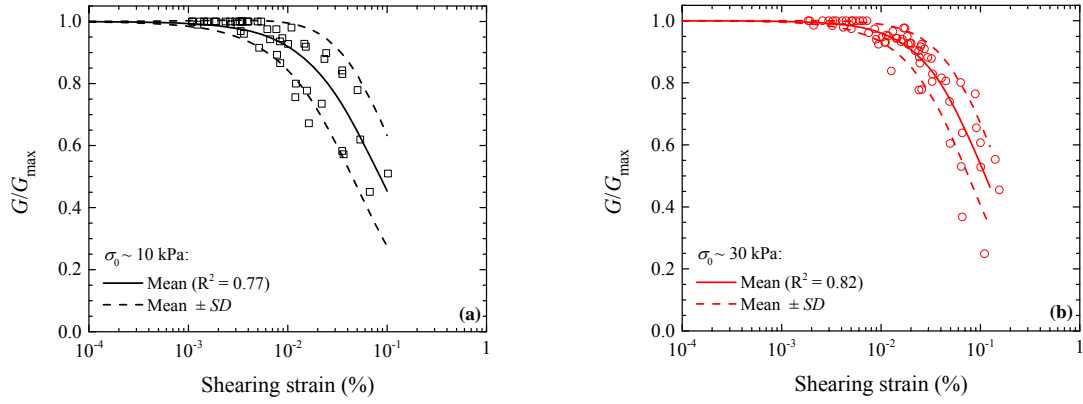 1.0
0.8
0.6
0.4
0.2
0.0
G/Gmax
σ0 ~ 10 kPa:
Mean (R² = 0.77)
Mean ± SD
(a)
10⁻⁴ 10⁻³ 10⁻² 10⁻¹ 1
Shearing strain (%)
1.0
0.8
0.6
0.4
0.2
0.0
G/Gmax
σ0 ~ 30 kPa:
Mean (R² = 0.82)
Mean ± SD
(b)
10⁻⁴ 10⁻³ 10⁻² 10⁻¹ 1
Shearing strain (%)